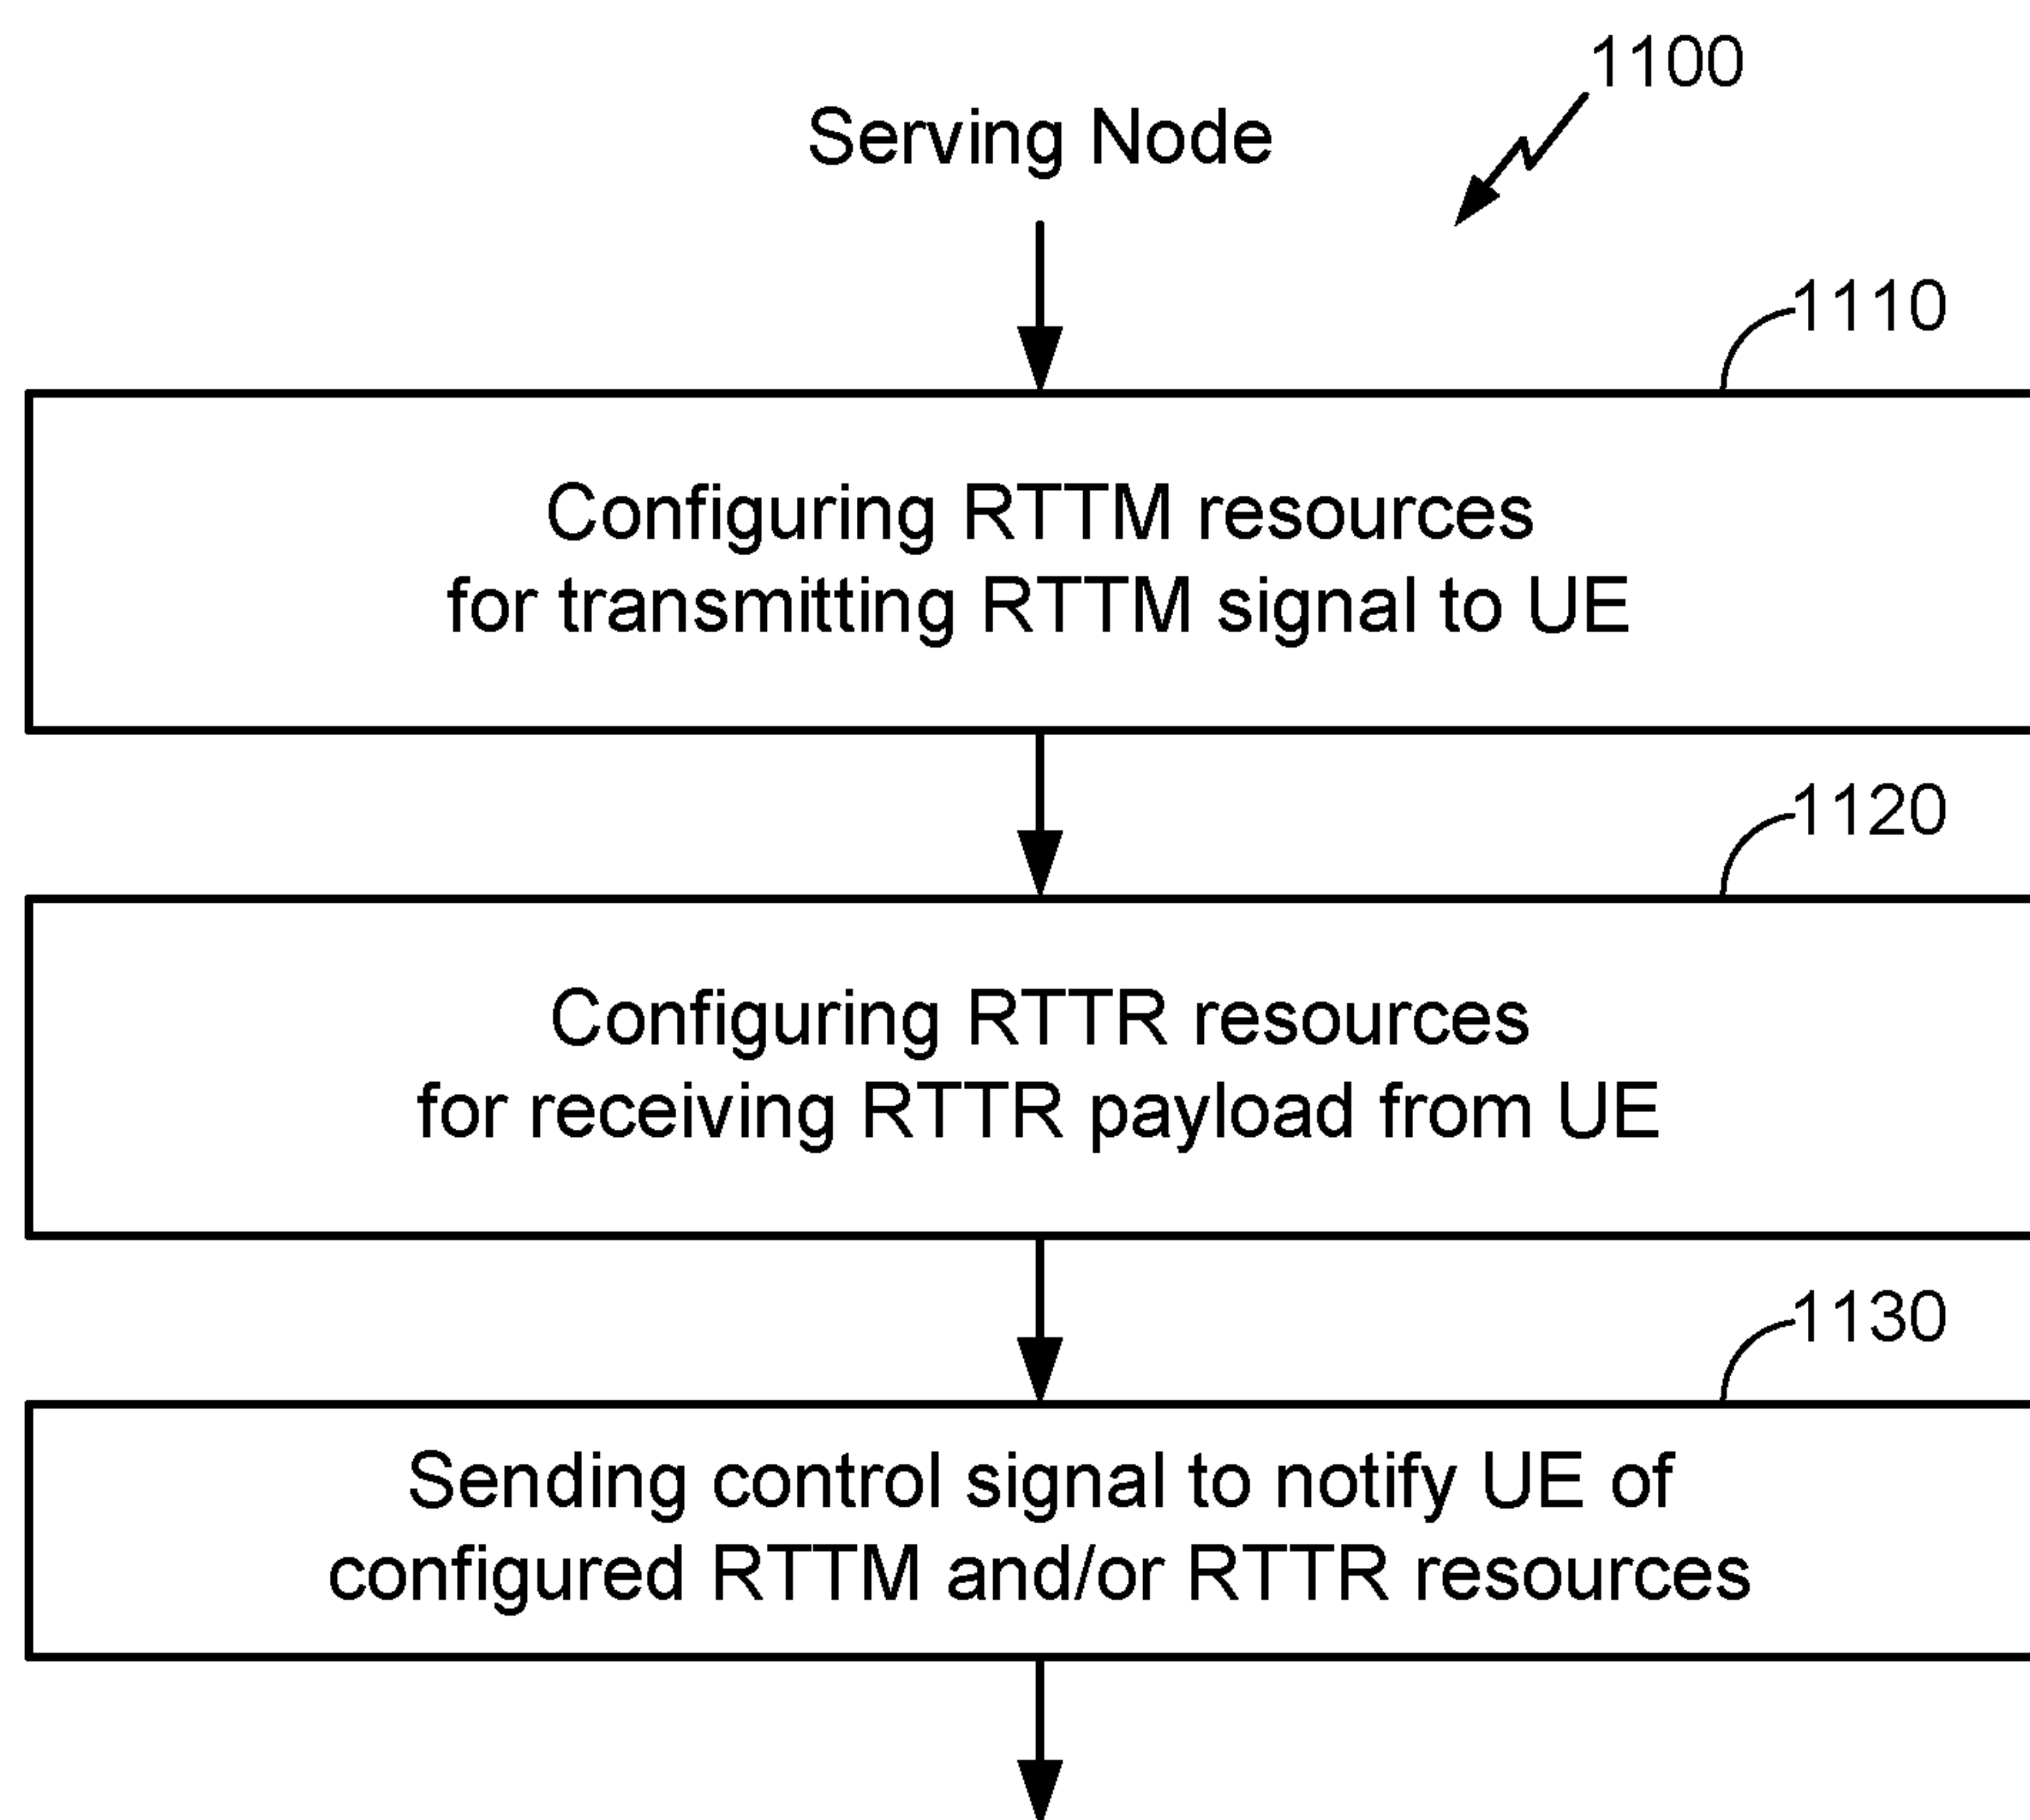 1100
Serving Node
1110
Configuring RTTM resources
for transmitting RTTM signal to UE
1120
Configuring RTTR resources
for receiving RTTR payload from UE
1130
Sending control signal to notify UE of
configured RTTM and/or RTTR resources